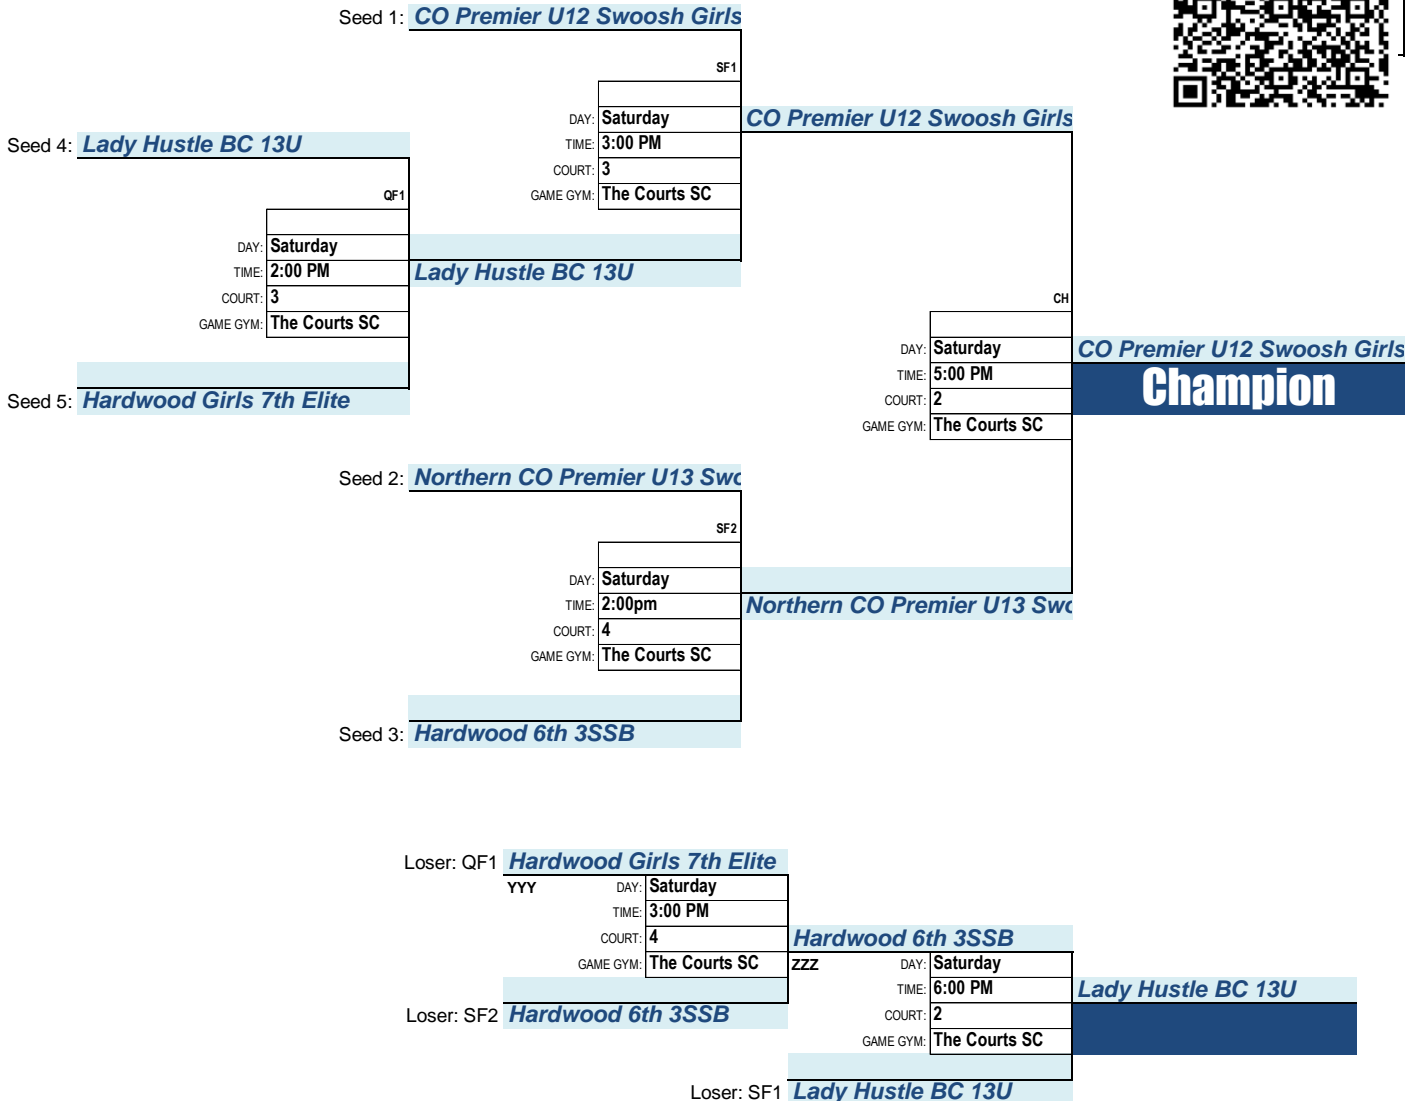 Seed 1: CO Premier U12 Swoosh Girls
SF1
DAY: Saturday
CO Premier U12 Swoosh Girls
TIME: 3:00 PM
COURT: 3
GAME GYM: The Courts SC
Seed 4: Lady Hustle BC 13U
QF1
DAY: Saturday
TIME: 2:00 PM
Lady Hustle BC 13U
COURT: 3
GAME GYM: The Courts SC
Seed 5: Hardwood Girls 7th Elite
CH
DAY: Saturday
CO Premier U12 Swoosh Girls
TIME: 5:00 PM
Champion
COURT: 2
GAME GYM: The Courts SC
Seed 2: Northern CO Premier U13 Swo
SF2
DAY: Saturday
TIME: 2:00pm
Northern CO Premier U13 Swo
COURT: 4
GAME GYM: The Courts SC
Seed 3: Hardwood 6th 3SSB
Loser: QF1 Hardwood Girls 7th Elite
YYY DAY: Saturday
TIME: 3:00 PM
COURT: 4
Hardwood 6th 3SSB
GAME GYM: The Courts SC
Loser: SF2 Hardwood 6th 3SSB
ZZZ DAY: Saturday
TIME: 6:00 PM
Lady Hustle BC 13U
COURT: 2
GAME GYM: The Courts SC
Loser: SF1 Lady Hustle BC 13U